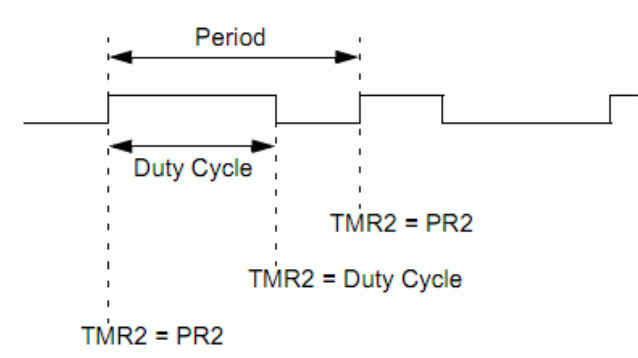 Period
Duty Cycle
TMR2 = PR2
TMR2 = Duty Cycle
TMR2 = PR2